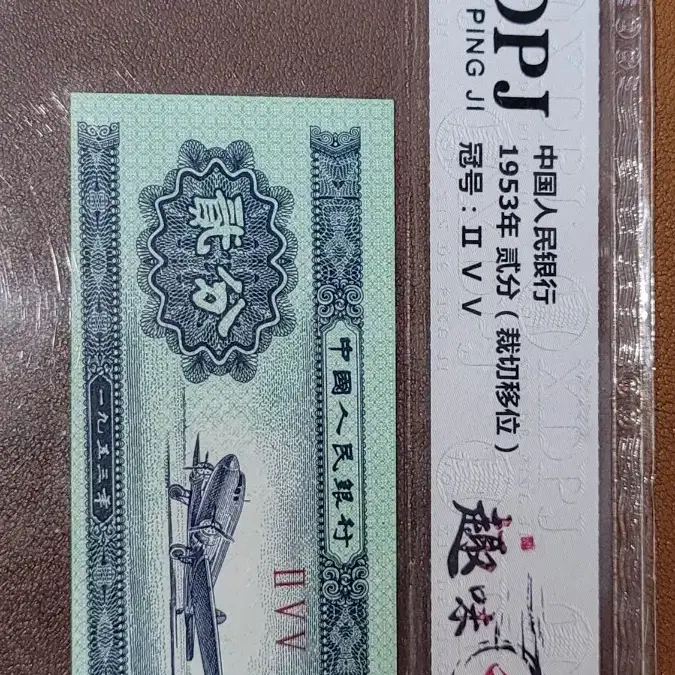 DPJ
PING JI
中国人民银行
1953年 贰分（裁切移位）
冠号：Ⅱ Ⅴ Ⅴ
趣味
中國人民銀行
ⅡⅤⅤ
貳分
一九五三年